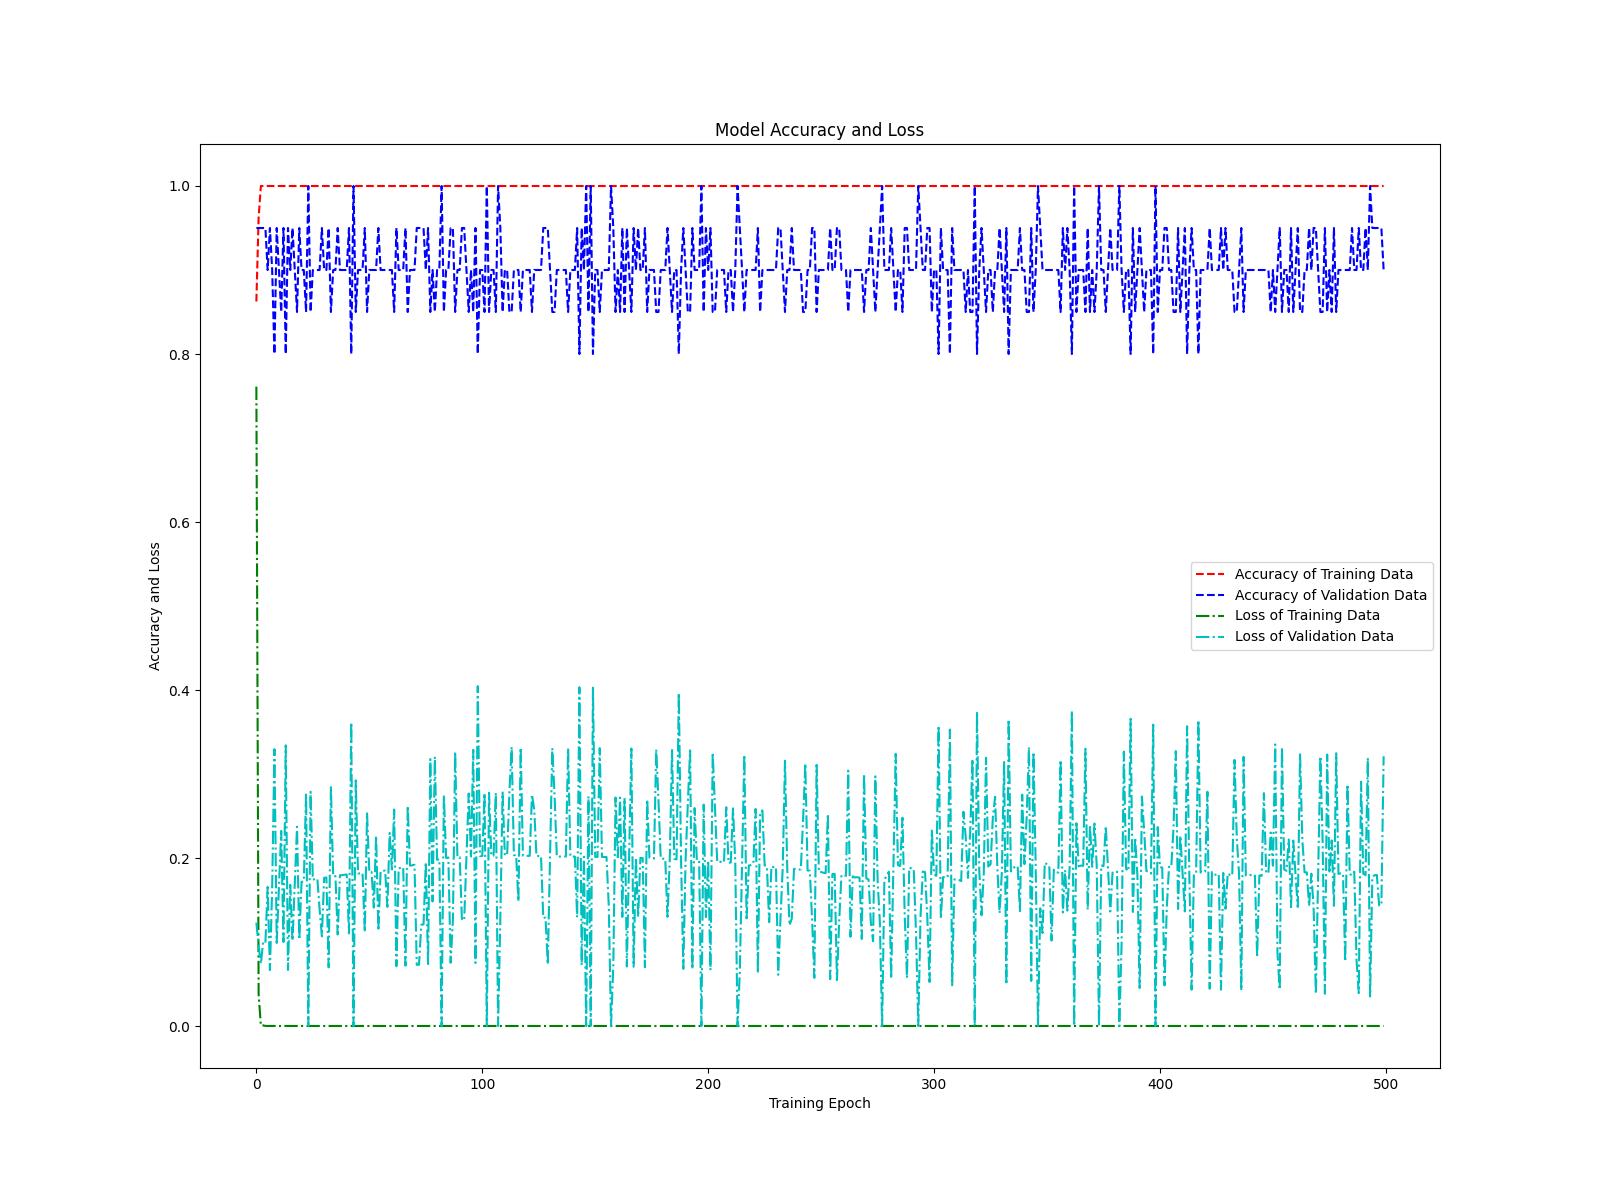 Model Accuracy and Loss
1.0
0.8
0.6
0.4
0.2
0.0
Accuracy and Loss
Accuracy of Training Data
Accuracy of Validation Data
Loss of Training Data
Loss of Validation Data
0 100 200 300 400 500
Training Epoch